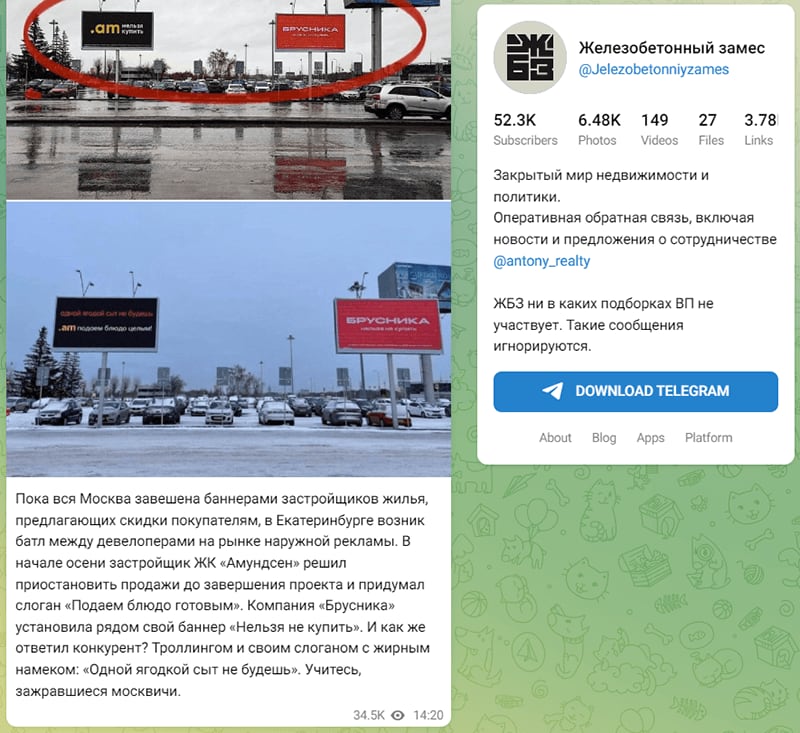 .am нельзя
купить
БРУСНИКА
одной ягодой сыт не будешь
.am подаем блюдо целым!
БРУСНИКА
нельзя не купить
Пока вся Москва завешена баннерами застройщиков жилья,
предлагающих скидки покупателям, в Екатеринбурге возник
батл между девелоперами на рынке наружной рекламы. В
начале осени застройщик ЖК «Амундсен» решил
приостановить продажи до завершения проекта и придумал
слоган «Подаем блюдо готовым». Компания «Брусника»
установила рядом свой баннер «Нельзя не купить». И как же
ответил конкурент? Троллингом и своим слоганом с жирным
намеком: «Одной ягодкой сыт не будешь». Учитесь,
зажравшиеся москвичи.
34.5K 14:20
ЖБЗ
Железобетонный замес
@Jelezobetonniyzames
52.3K 6.48K 149 27 3.78
Subscribers Photos Videos Files Links
Закрытый мир недвижимости и
политики.
Оперативная обратная связь, включая
новости и предложения о сотрудничестве
@antony_realty
ЖБЗ ни в каких подборках ВП не
участвует. Такие сообщения
игнорируются.
DOWNLOAD TELEGRAM
About Blog Apps Platform